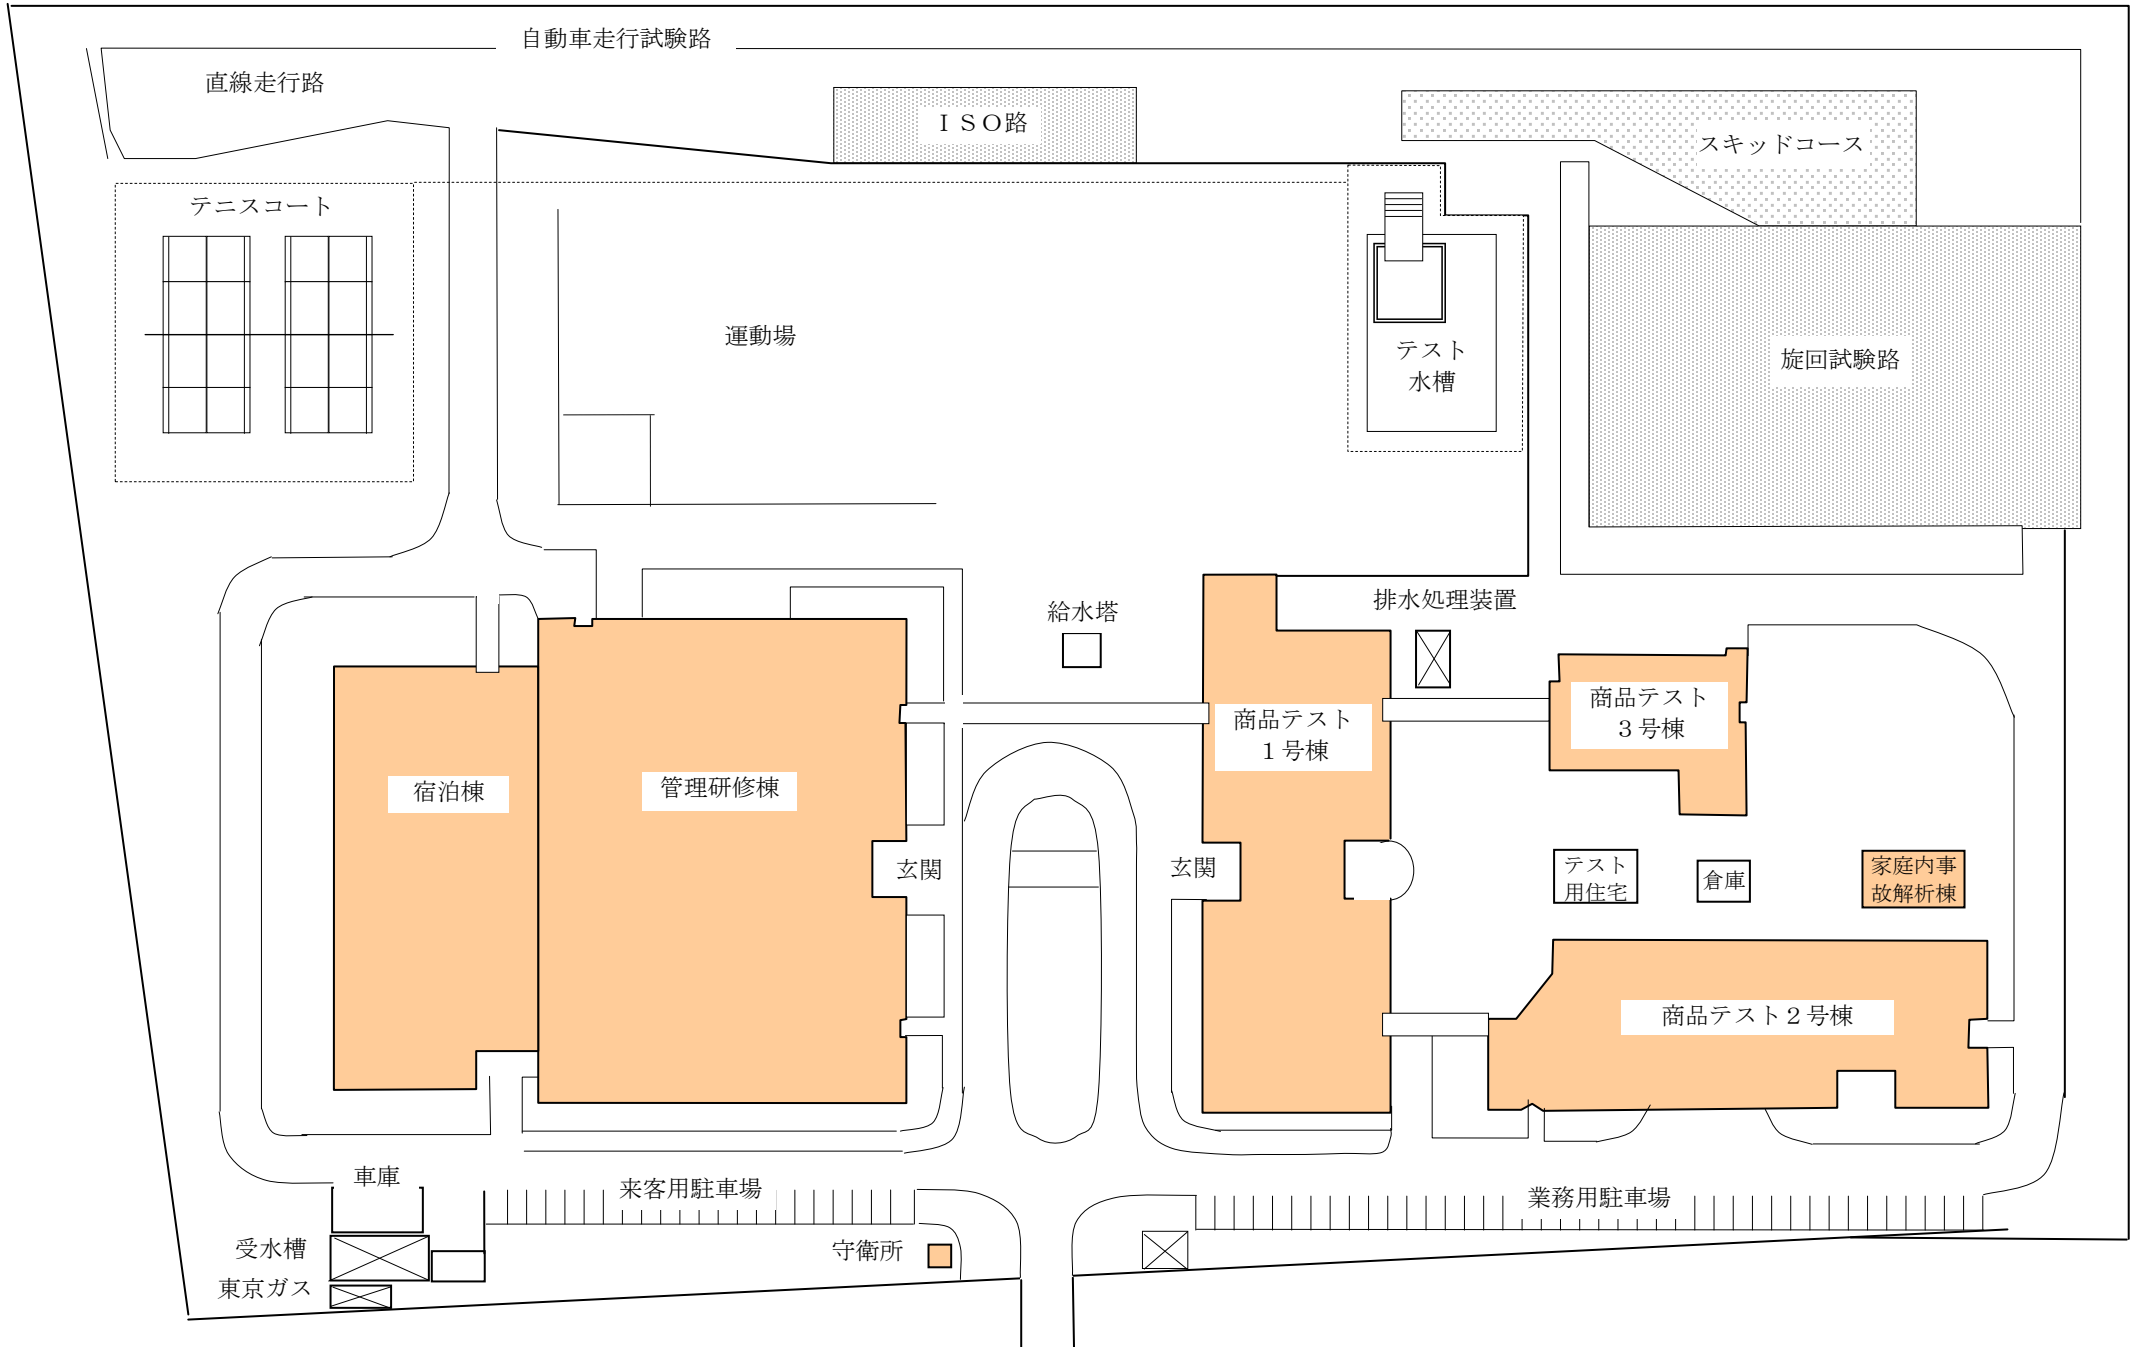 自動車走行試験路
直線走行路
ＩＳＯ路
スキッドコース
テニスコート
運動場
テスト
水槽
旋回試験路
給水塔
排水処理装置
商品テスト
１号棟
商品テスト
３号棟
宿泊棟
管理研修棟
玄関
玄関
テスト
用住宅
倉庫
家庭内事
故解析棟
商品テスト２号棟
車庫
来客用駐車場
業務用駐車場
受水槽
守衛所
東京ガス